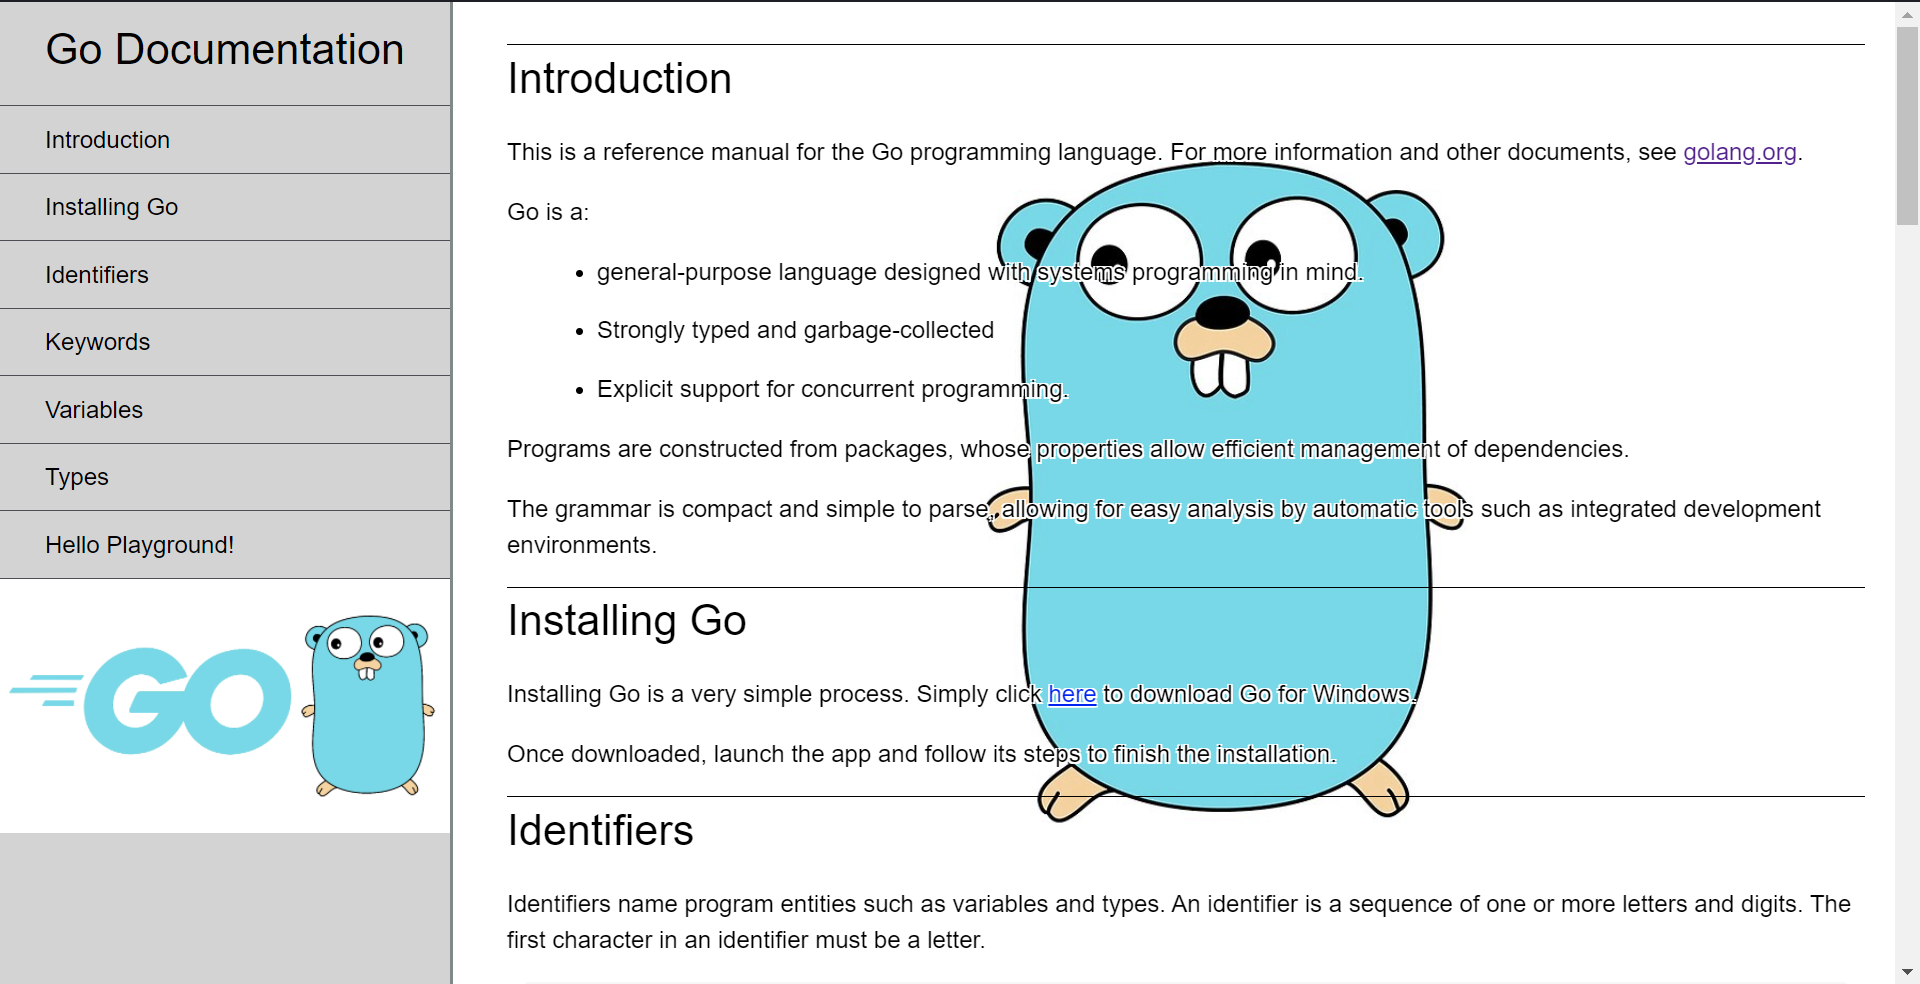 Go Documentation
Introduction
Installing Go
Identifiers
Keywords
Variables
Types
Hello Playground!
GO
Introduction
This is a reference manual for the Go programming language. For more information and other documents, see golang.org.
Go is a:
general-purpose language designed with systems programming in mind.
Strongly typed and garbage-collected
Explicit support for concurrent programming.
Programs are constructed from packages, whose properties allow efficient management of dependencies.
The grammar is compact and simple to parse, allowing for easy analysis by automatic tools such as integrated development
environments.
Installing Go
Installing Go is a very simple process. Simply click here to download Go for Windows.
Once downloaded, launch the app and follow its steps to finish the installation.
Identifiers
Identifiers name program entities such as variables and types. An identifier is a sequence of one or more letters and digits. The
first character in an identifier must be a letter.